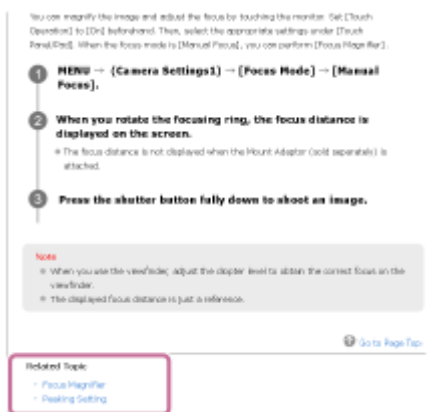 You can magnify the image and adjust the focus by touching the monitor. Set [Touch
Operation] to [On] beforehand. Then, select the appropriate settings under [Touch
Panel/Pad]. When the focus mode is [Manual Focus], you can perform [Focus Magnifier].
1 MENU → (Camera Settings1) → [Focus Mode] → [Manual
Focus].
2 When you rotate the focusing ring, the focus distance is
displayed on the screen.
The focus distance is not displayed when the Mount Adaptor (sold separately) is
attached.
3 Press the shutter button fully down to shoot an image.
Note
When you use the viewfinder, adjust the diopter level to obtain the correct focus on the
viewfinder.
The displayed focus distance is just a reference.
Go to Page Top
Related Topic
Focus Magnifier
Peaking Setting